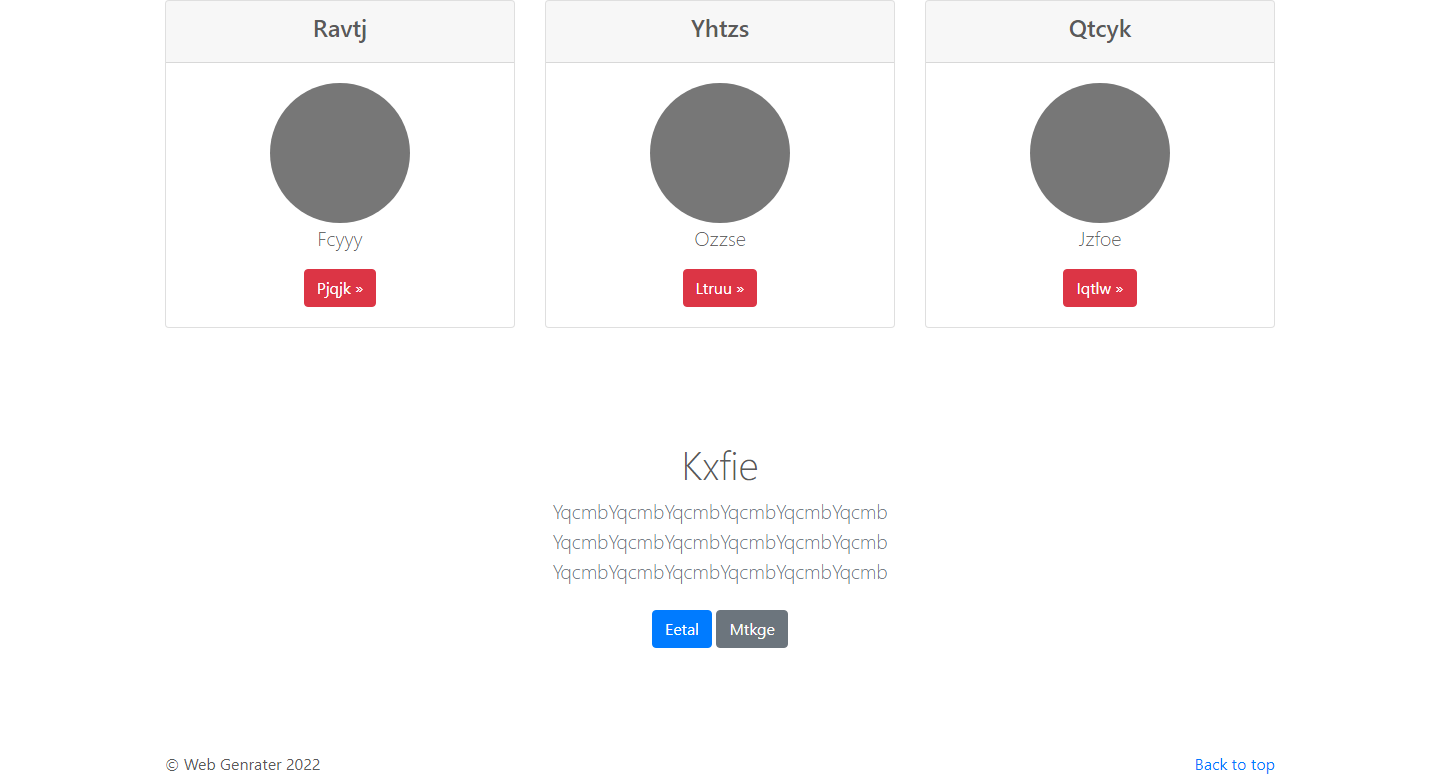 Ravtj
Yhtzs
Qtcyk
Fcyyy
Ozzse
Jzfoe
Pjqjk »
Ltruu »
Iqtlw »
Kxfie
YqcmbYqcmbYqcmbYqcmbYqcmbYqcmb
YqcmbYqcmbYqcmbYqcmbYqcmbYqcmb
YqcmbYqcmbYqcmbYqcmbYqcmbYqcmb
Eetal Mtkge
© Web Genrater 2022
Back to top